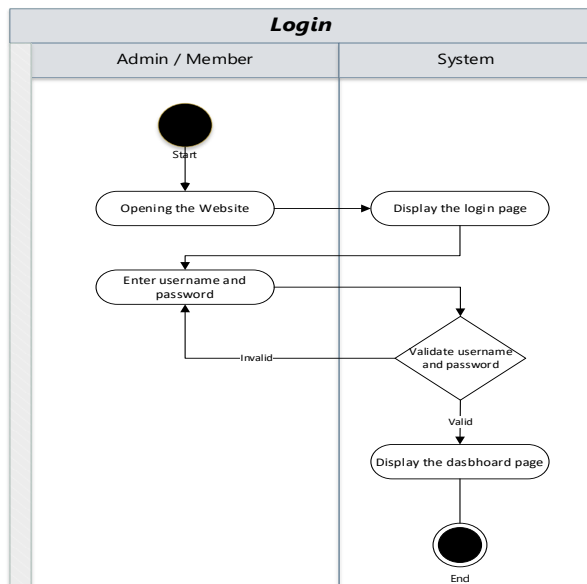 Login
Admin / Member
System
Start
Opening the Website
Display the login page
Enter username and
password
Validate username
and password
Invalid
Valid
Display the dasbhoard page
End